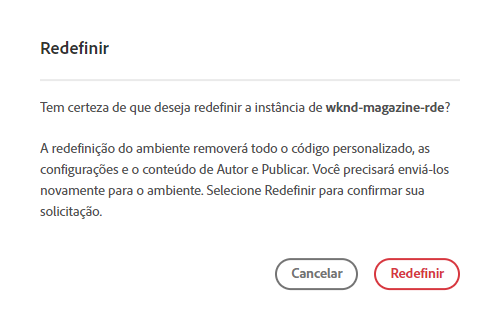 Redefinir
Tem certeza de que deseja redefinir a instância de wknd-magazine-rde?
A redefinição do ambiente removerá todo o código personalizado, as
configurações e o conteúdo de Autor e Publicar. Você precisará enviá-los
novamente para o ambiente. Selecione Redefinir para confirmar sua
solicitação.
Cancelar
Redefinir